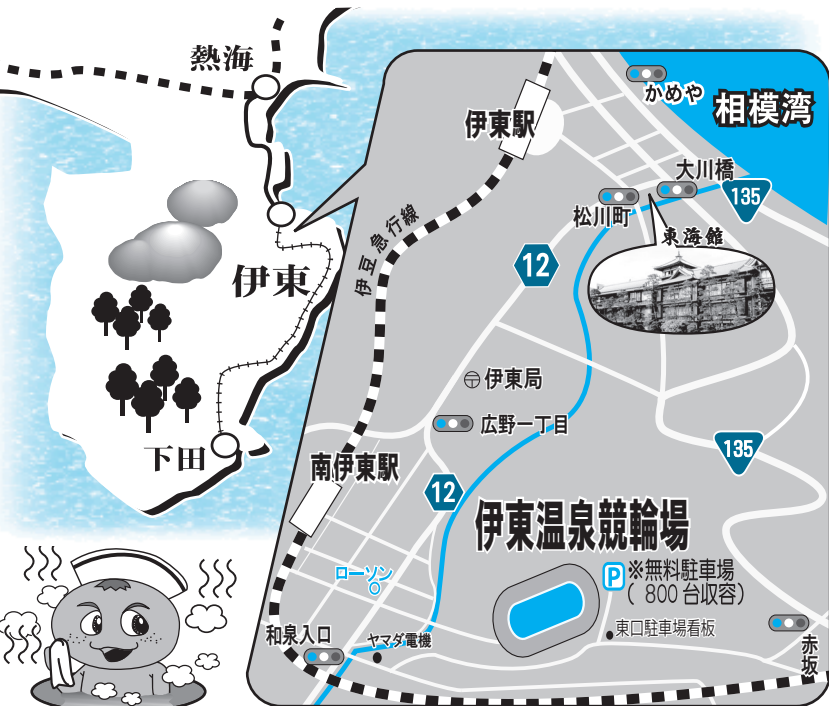 熱海
伊東
下田
かめや
相模湾
伊東駅
大川橋
135
松川町
東海館
伊豆急行線
12
〶伊東局
広野一丁目
135
南伊東駅
12
伊東温泉競輪場
ローソン
P ※無料駐車場
( 800台収容)
東口駐車場看板
和泉入口
ヤマダ電機
赤坂